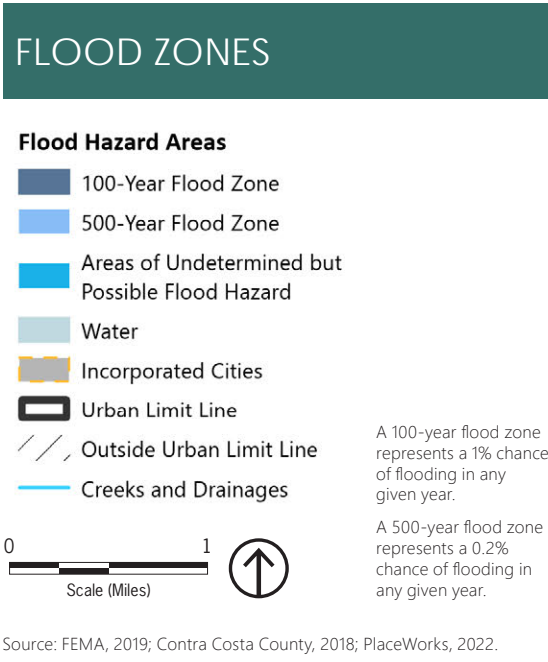 FLOOD ZONES
Flood Hazard Areas
100-Year Flood Zone
500-Year Flood Zone
Areas of Undetermined but
Possible Flood Hazard
Water
Incorporated Cities
Urban Limit Line
Outside Urban Limit Line
Creeks and Drainages
0 1
Scale (Miles)
A 100-year flood zone
represents a 1% chance
of flooding in any
given year.
A 500-year flood zone
represents a 0.2%
chance of flooding in
any given year.
Source: FEMA, 2019; Contra Costa County, 2018; PlaceWorks, 2022.